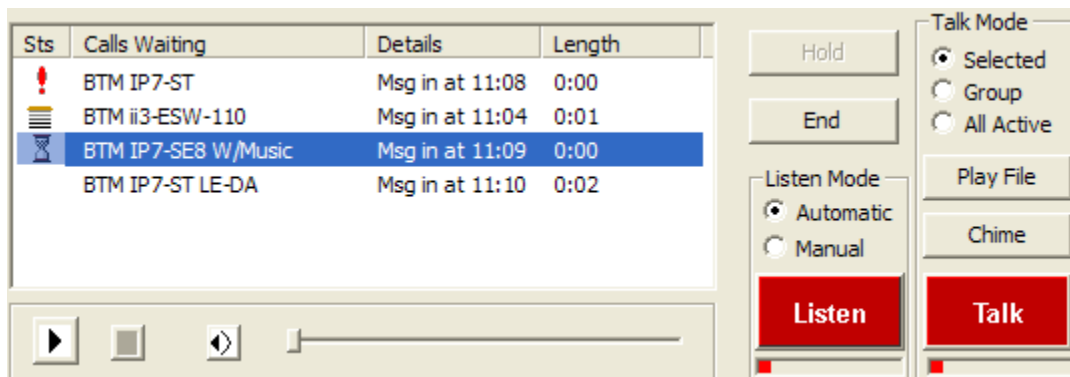 Sts Calls Waiting Details Length
BTM IP7-ST Msg in at 11:08 0:00
BTM ii3-ESW-110 Msg in at 11:04 0:01
BTM IP7-SE8 W/Music Msg in at 11:09 0:00
BTM IP7-ST LE-DA Msg in at 11:10 0:02
Hold
End
Listen Mode
Automatic
Manual
Listen
Talk Mode
Selected
Group
All Active
Play File
Chime
Talk